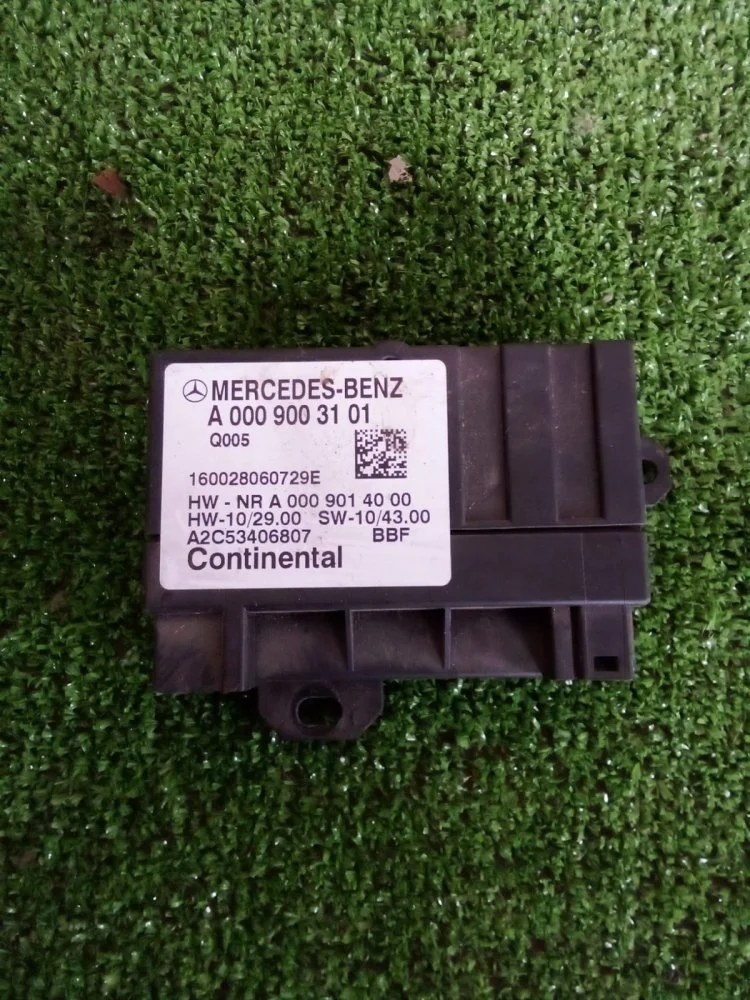 MERCEDES-BENZ
A 000 900 31 01
Q005
160028060729E
HW - NR A 000 901 40 00
HW-10/29.00 SW-10/43.00
A2C53406807 BBF
Continental